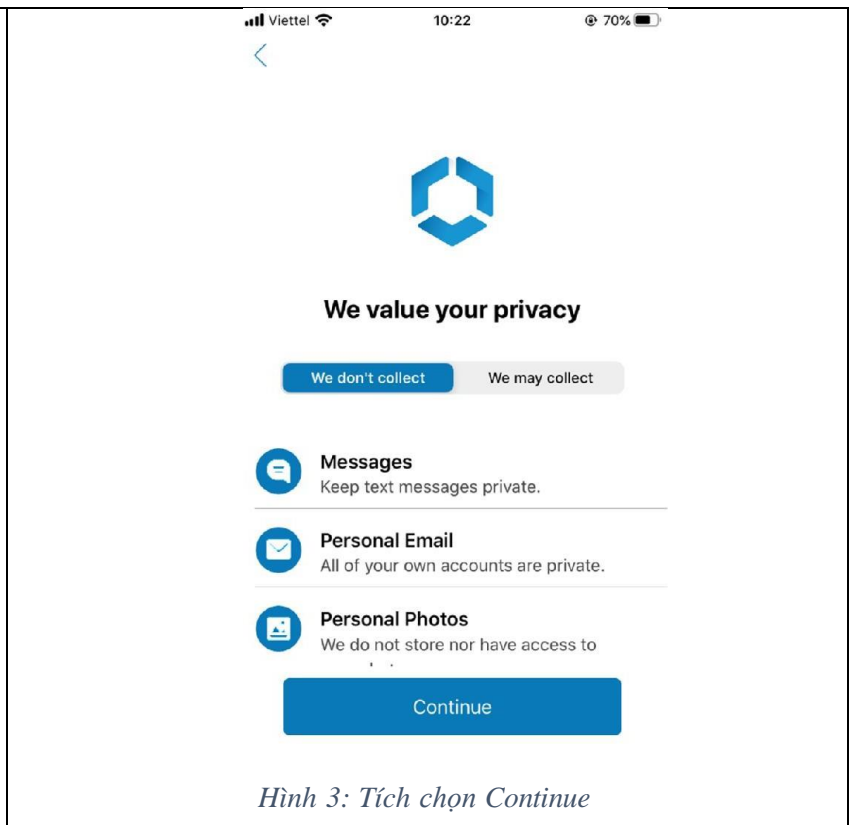 Viettel 10:22 70%
We value your privacy
We don't collect We may collect
Messages
Keep text messages private.
Personal Email
All of your own accounts are private.
Personal Photos
We do not store nor have access to
Continue
Hình 3: Tích chọn Continue